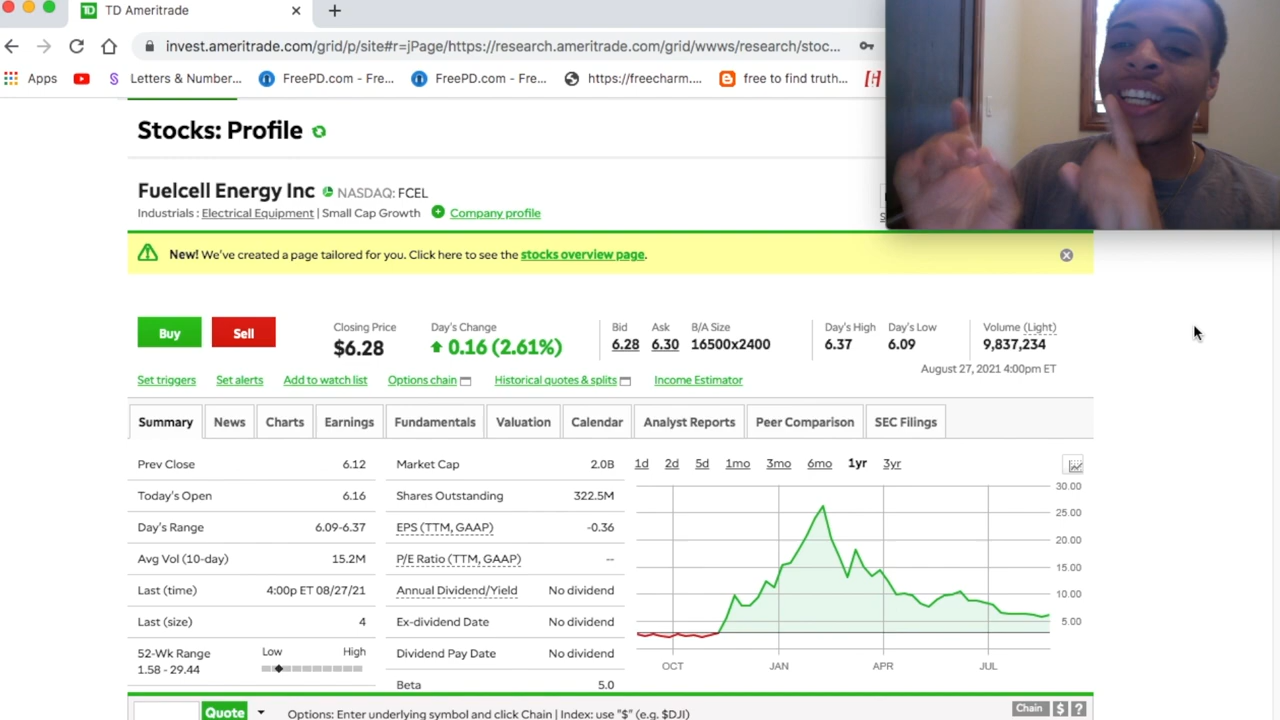 TD Ameritrade
invest.ameritrade.com/grid/p/site#r=jPage/https://research.ameritrade.com/grid/wwws/research/stoc...
Apps Letters & Number... FreePD.com - Fre... FreePD.com - Fre... https://freecharm.... free to find truth...
Stocks: Profile
Fuelcell Energy Inc NASDAQ: FCEL
Industrials : Electrical Equipment | Small Cap Growth Company profile
New! We've created a page tailored for you. Click here to see the stocks overview page.
Buy Sell
Closing Price Day's Change Bid Ask B/A Size Day's High Day's Low Volume (Light)
$6.28 0.16 (2.61%) 6.28 6.30 16500x2400 6.37 6.09 9,837,234
August 27, 2021 4:00pm ET
Set triggers Set alerts Add to watch list Options chain Historical quotes & splits Income Estimator
Summary News Charts Earnings Fundamentals Valuation Calendar Analyst Reports Peer Comparison SEC Filings
Prev Close 6.12 Market Cap 2.0B 1d 2d 5d 1mo 3mo 6mo 1yr 3yr
Today's Open 6.16 Shares Outstanding 322.5M
Day's Range 6.09-6.37 EPS (TTM, GAAP) -0.36
Avg Vol (10-day) 15.2M P/E Ratio (TTM, GAAP) --
Last (time) 4:00p ET 08/27/21 Annual Dividend/Yield No dividend
Last (size) 4 Ex-dividend Date No dividend
52-Wk Range Low High Dividend Pay Date No dividend
1.58 - 29.44
Beta 5.0
30.00
25.00
20.00
15.00
10.00
5.00
OCT JAN APR JUL
Quote Options: Enter underlying symbol and click Chain | Index: use "$" (e.g. $DJI) Chain $ ?